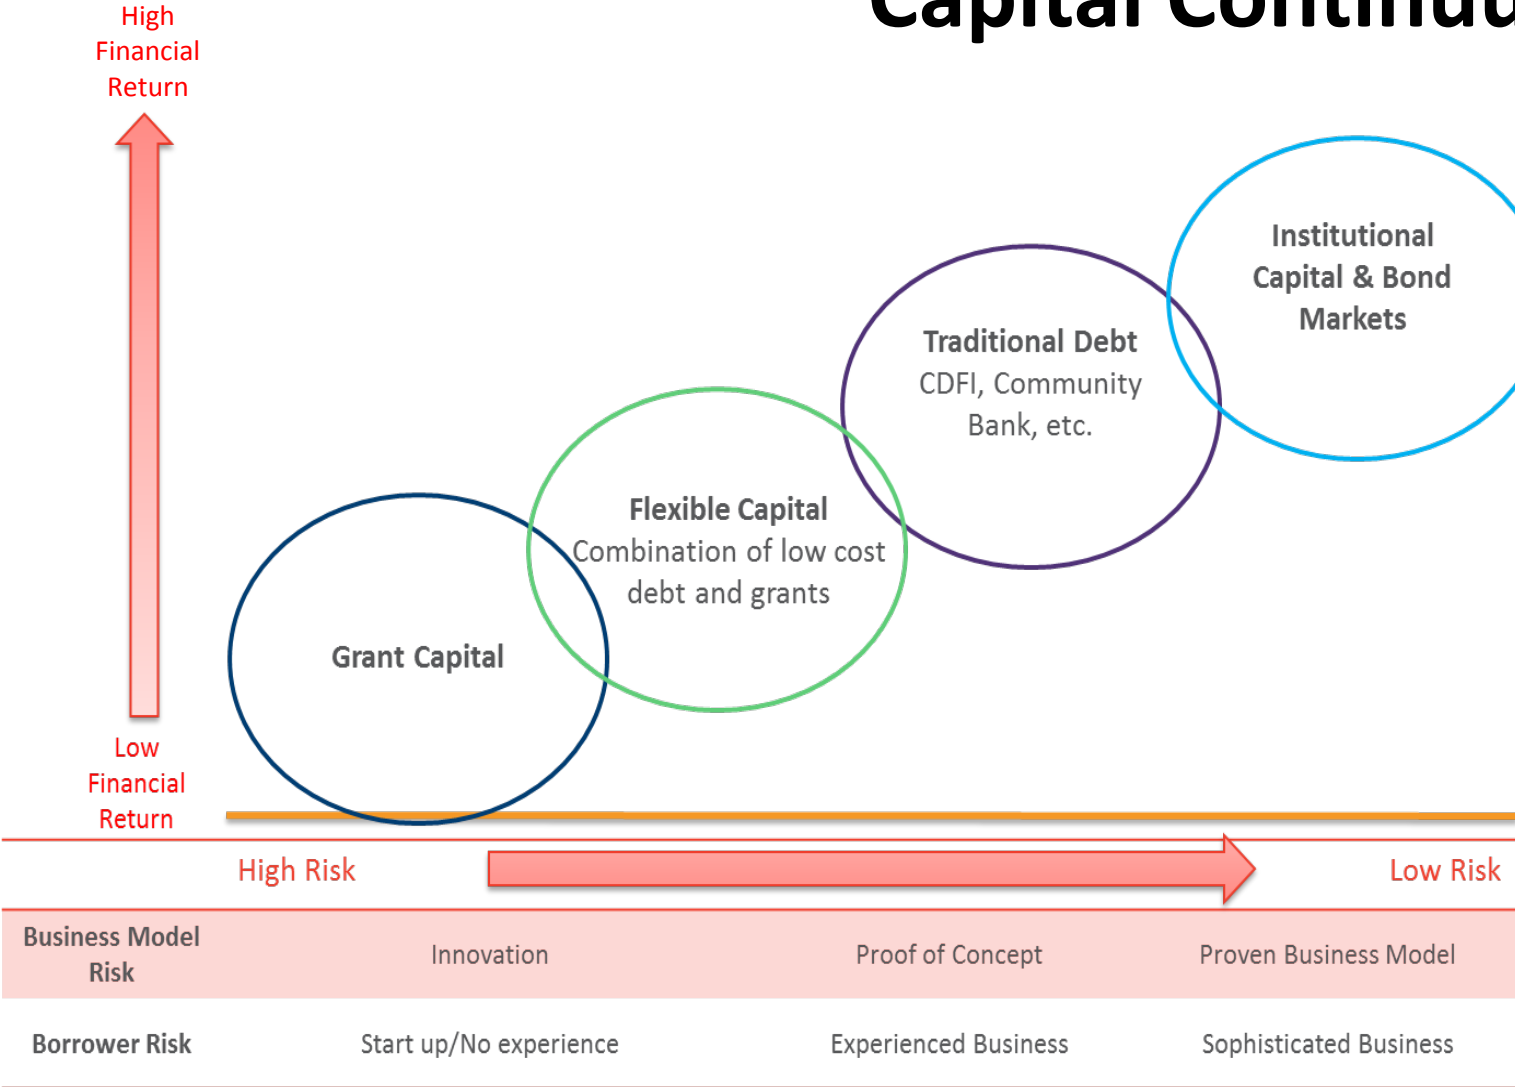 Capital Continuu
High
Financial
Return
Institutional
Capital & Bond
Markets
Traditional Debt
CDFI, Community
Bank, etc.
Flexible Capital
Combination of low cost
debt and grants
Grant Capital
Low
Financial
Return
High Risk
Low Risk
Business Model
Risk
Innovation
Proof of Concept
Proven Business Model
Borrower Risk
Start up/No experience
Experienced Business
Sophisticated Business